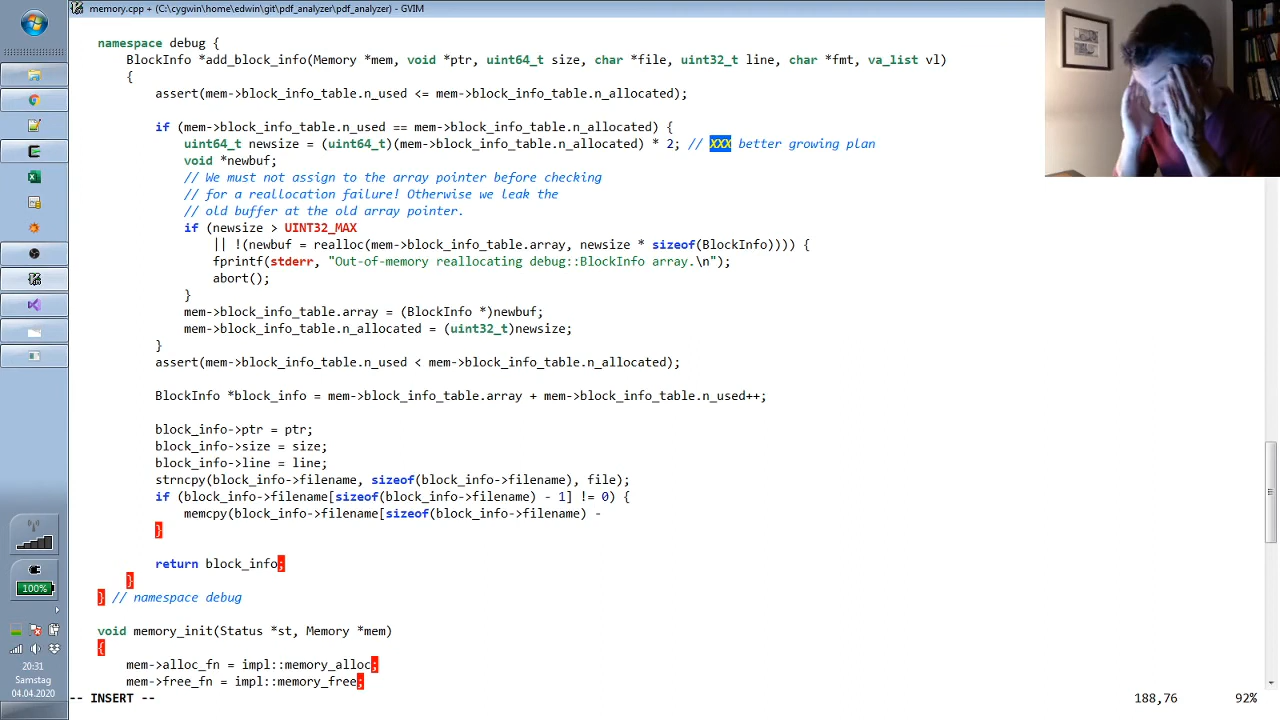 memory.cpp + (C:\cygwin\home\edwin\git\pdf_analyzer\pdf_analyzer) - GVIM
namespace debug {
BlockInfo *add_block_info(Memory *mem, void *ptr, uint64_t size, char *file, uint32_t line, char *fmt, va_list vl)
{
assert(mem->block_info_table.n_used <= mem->block_info_table.n_allocated);
if (mem->block_info_table.n_used == mem->block_info_table.n_allocated) {
uint64_t newsize = (uint64_t)(mem->block_info_table.n_allocated) * 2; // XXX better growing plan
void *newbuf;
// We must not assign to the array pointer before checking
// for a reallocation failure! Otherwise we leak the
// old buffer at the old array pointer.
if (newsize > UINT32_MAX
|| !(newbuf = realloc(mem->block_info_table.array, newsize * sizeof(BlockInfo)))) {
fprintf(stderr, "Out-of-memory reallocating debug::BlockInfo array.\n");
abort();
}
mem->block_info_table.array = (BlockInfo *)newbuf;
mem->block_info_table.n_allocated = (uint32_t)newsize;
}
assert(mem->block_info_table.n_used < mem->block_info_table.n_allocated);
BlockInfo *block_info = mem->block_info_table.array + mem->block_info_table.n_used++;
block_info->ptr = ptr;
block_info->size = size;
block_info->line = line;
strncpy(block_info->filename, sizeof(block_info->filename), file);
if (block_info->filename[sizeof(block_info->filename) - 1] != 0) {
memcpy(block_info->filename[sizeof(block_info->filename) -
}
return block_info;
}
} // namespace debug
void memory_init(Status *st, Memory *mem)
{
mem->alloc_fn = impl::memory_alloc;
mem->free_fn = impl::memory_free;
-- INSERT --
188,76
92%
100%
20:31
Samstag
04.04.2020